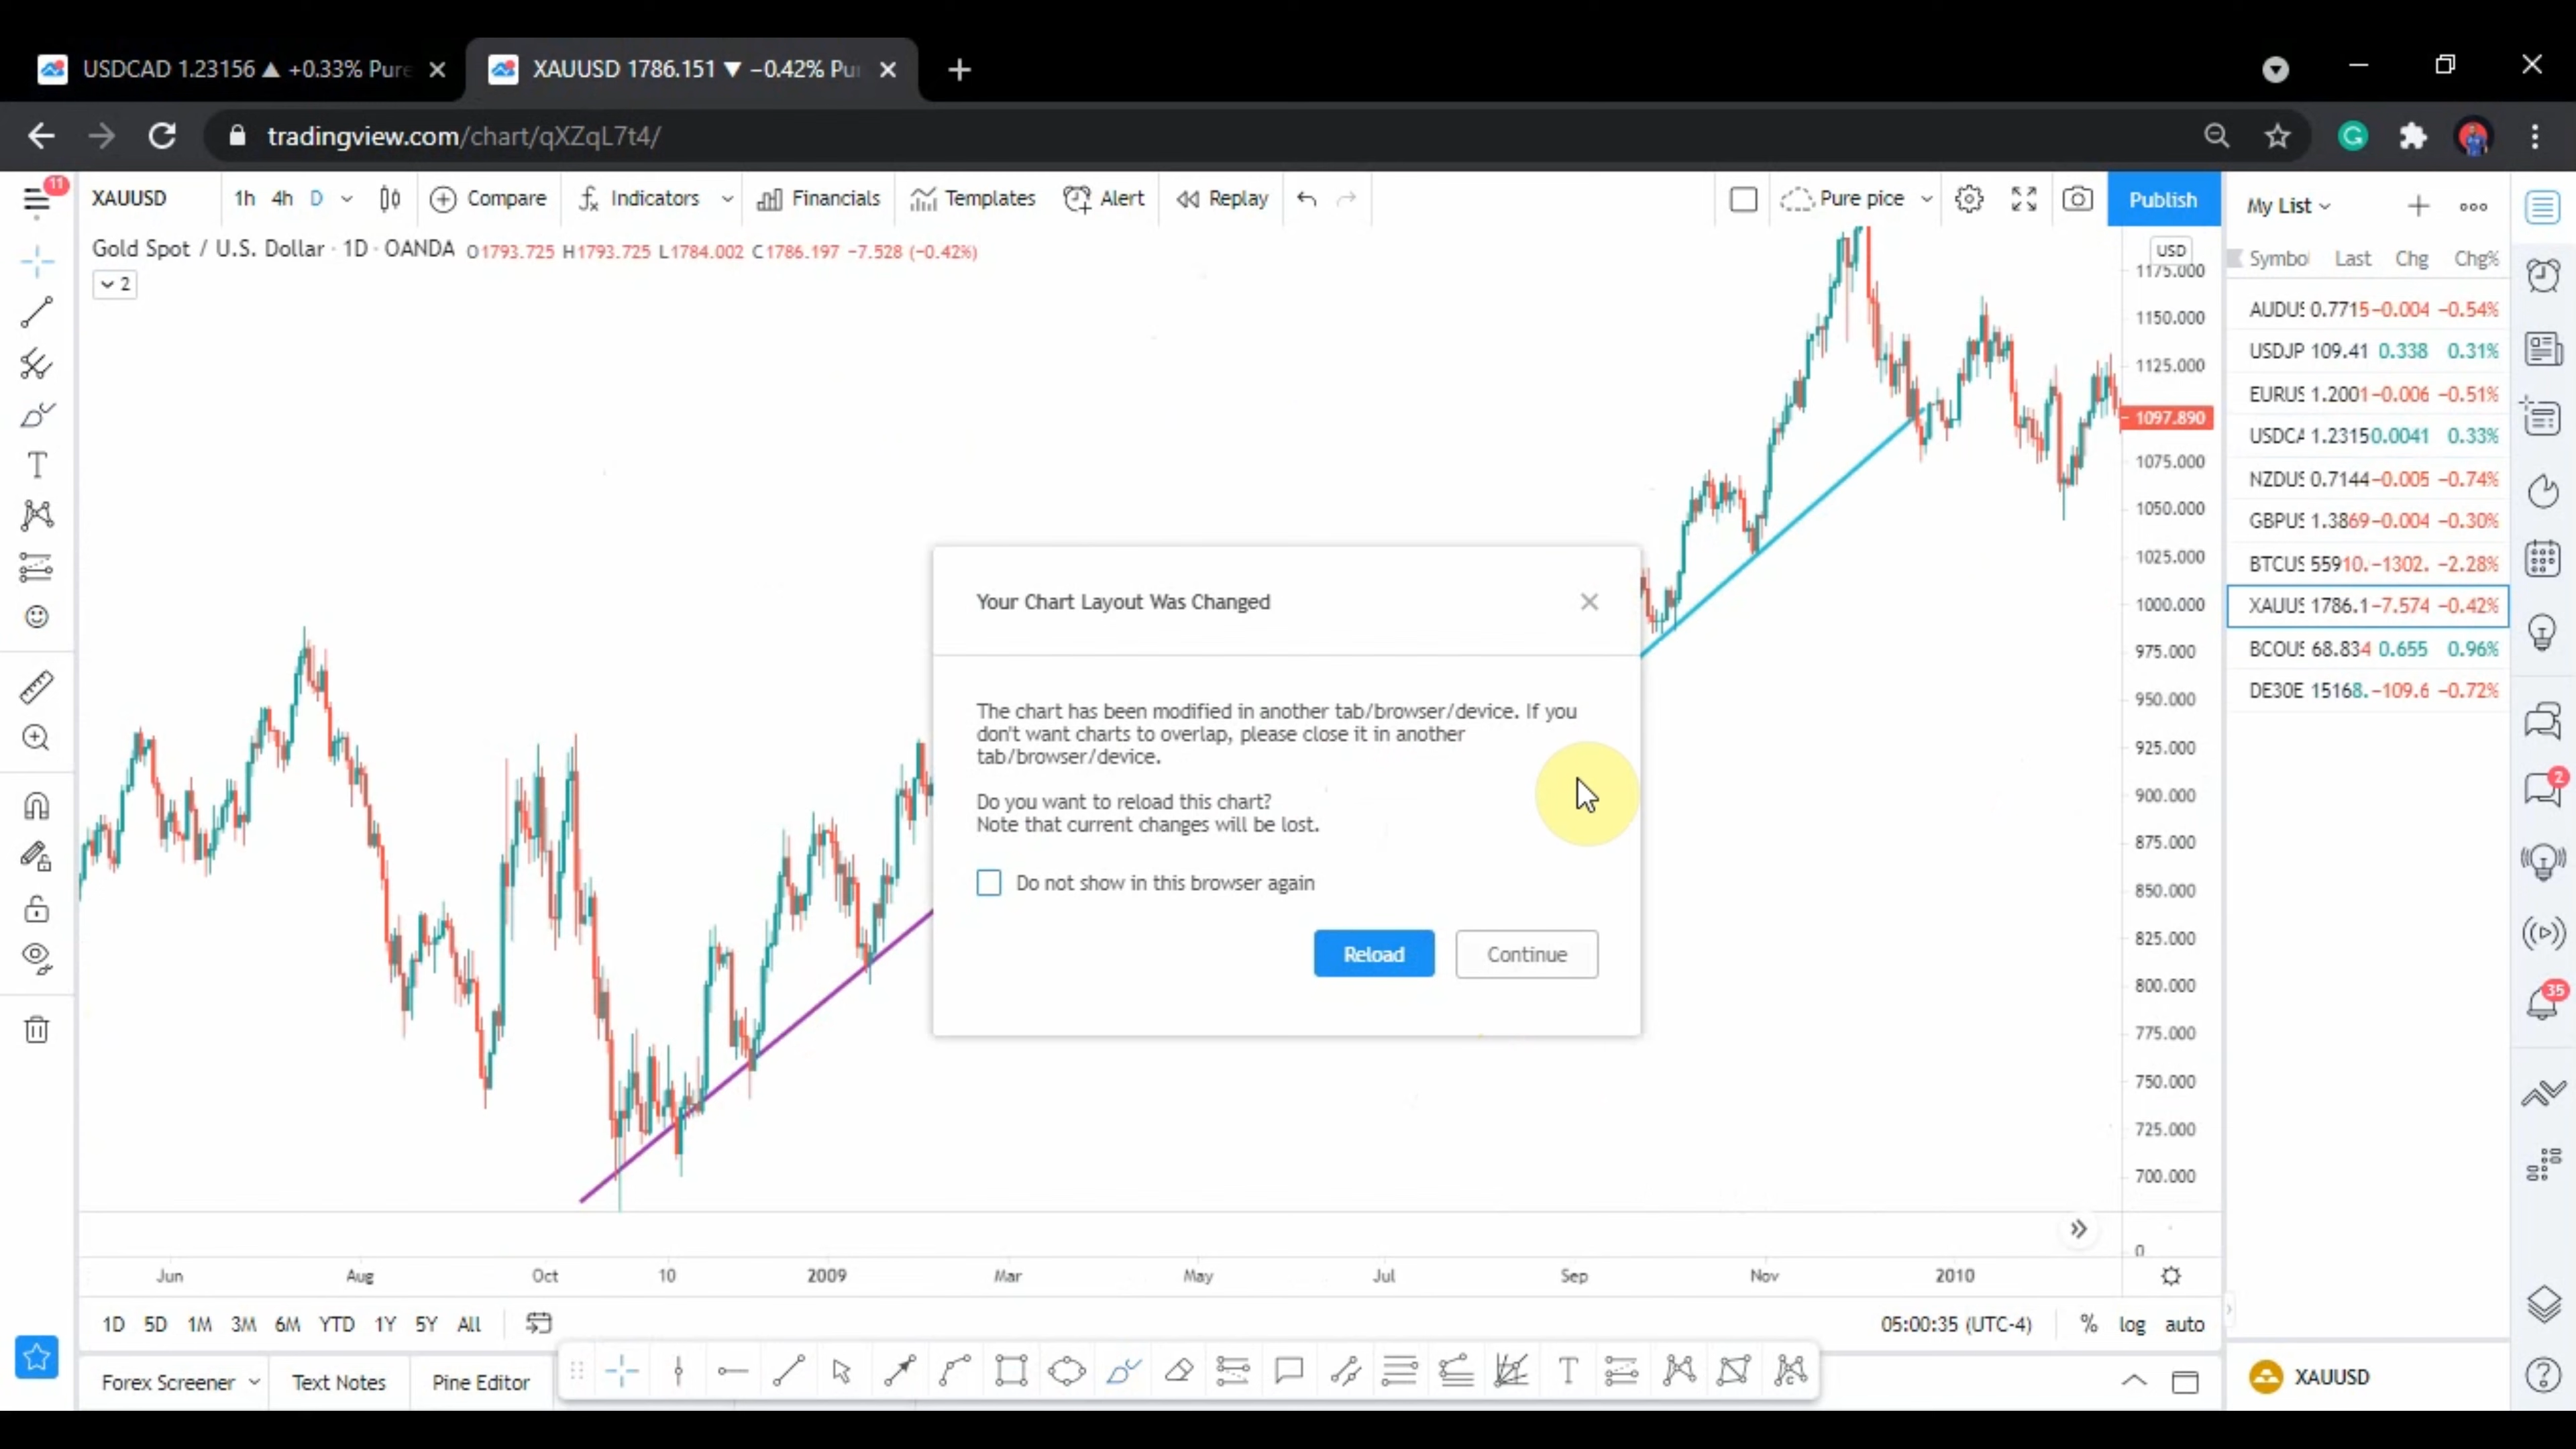 USDCAD 1.23156 ▲ +0.33% Pure
XAUUSD 1786.151 ▼ −0.42% Pu
tradingview.com/chart/qXZqL7t4/
11
XAUUSD
1h 4h D
Compare
Indicators
Financials
Templates
Alert
Replay
Pure pice
Publish
My List
Gold Spot / U.S. Dollar · 1D · OANDA O1793.725 H1793.725 L1784.002 C1786.197 −7.528 (−0.42%)
2
USD
1175.000
1150.000
1125.000
1097.890
1075.000
1050.000
1025.000
1000.000
975.000
950.000
925.000
900.000
875.000
850.000
825.000
800.000
775.000
750.000
725.000
700.000
0
Symbol Last Chg Chg%
AUDUS 0.7715 −0.004 −0.54%
USDJP 109.41 0.338 0.31%
EURUS 1.2001 −0.006 −0.51%
USDCA 1.2315 0.0041 0.33%
NZDUS 0.7144 −0.005 −0.74%
GBPUS 1.3869 −0.004 −0.30%
BTCUS 55910. −1302. −2.28%
XAUUS 1786.1 −7.574 −0.42%
BCOUS 68.834 0.655 0.96%
DE30E 15168. −109.6 −0.72%
2
35
Your Chart Layout Was Changed
The chart has been modified in another tab/browser/device. If you
don't want charts to overlap, please close it in another
tab/browser/device.
Do you want to reload this chart?
Note that current changes will be lost.
Do not show in this browser again
Reload
Continue
Jun Aug Oct 10 2009 Mar May Jul Sep Nov 2010
1D 5D 1M 3M 6M YTD 1Y 5Y All
05:00:35 (UTC-4) % log auto
Forex Screener
Text Notes
Pine Editor
XAUUSD